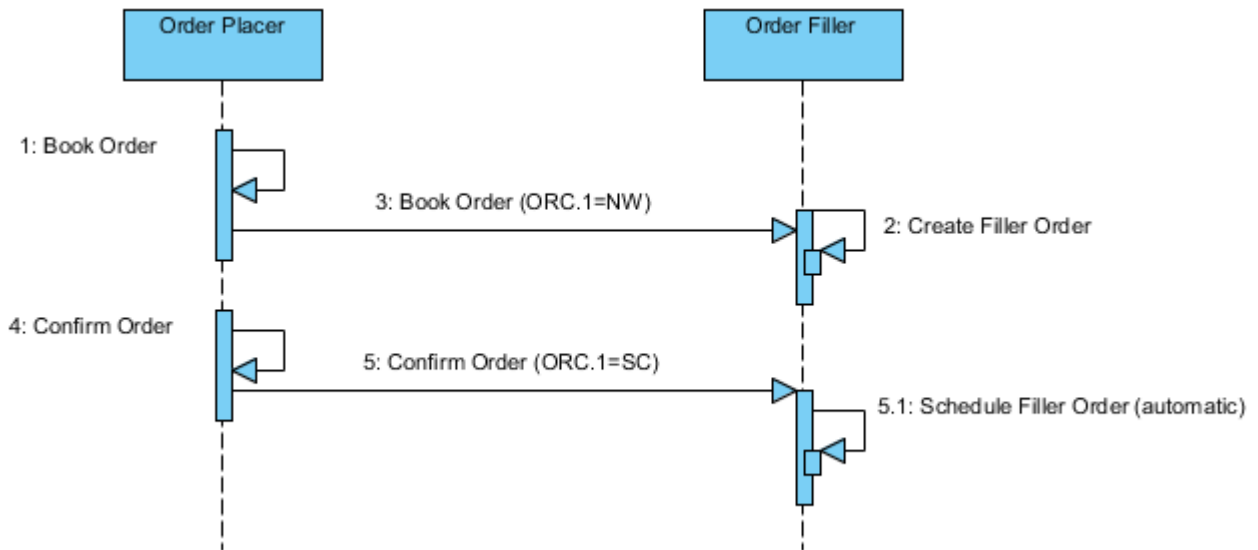 Order Placer
Order Filler
1: Book Order
3: Book Order (ORC.1=NW)
2: Create Filler Order
4: Confirm Order
5: Confirm Order (ORC.1=SC)
5.1: Schedule Filler Order (automatic)